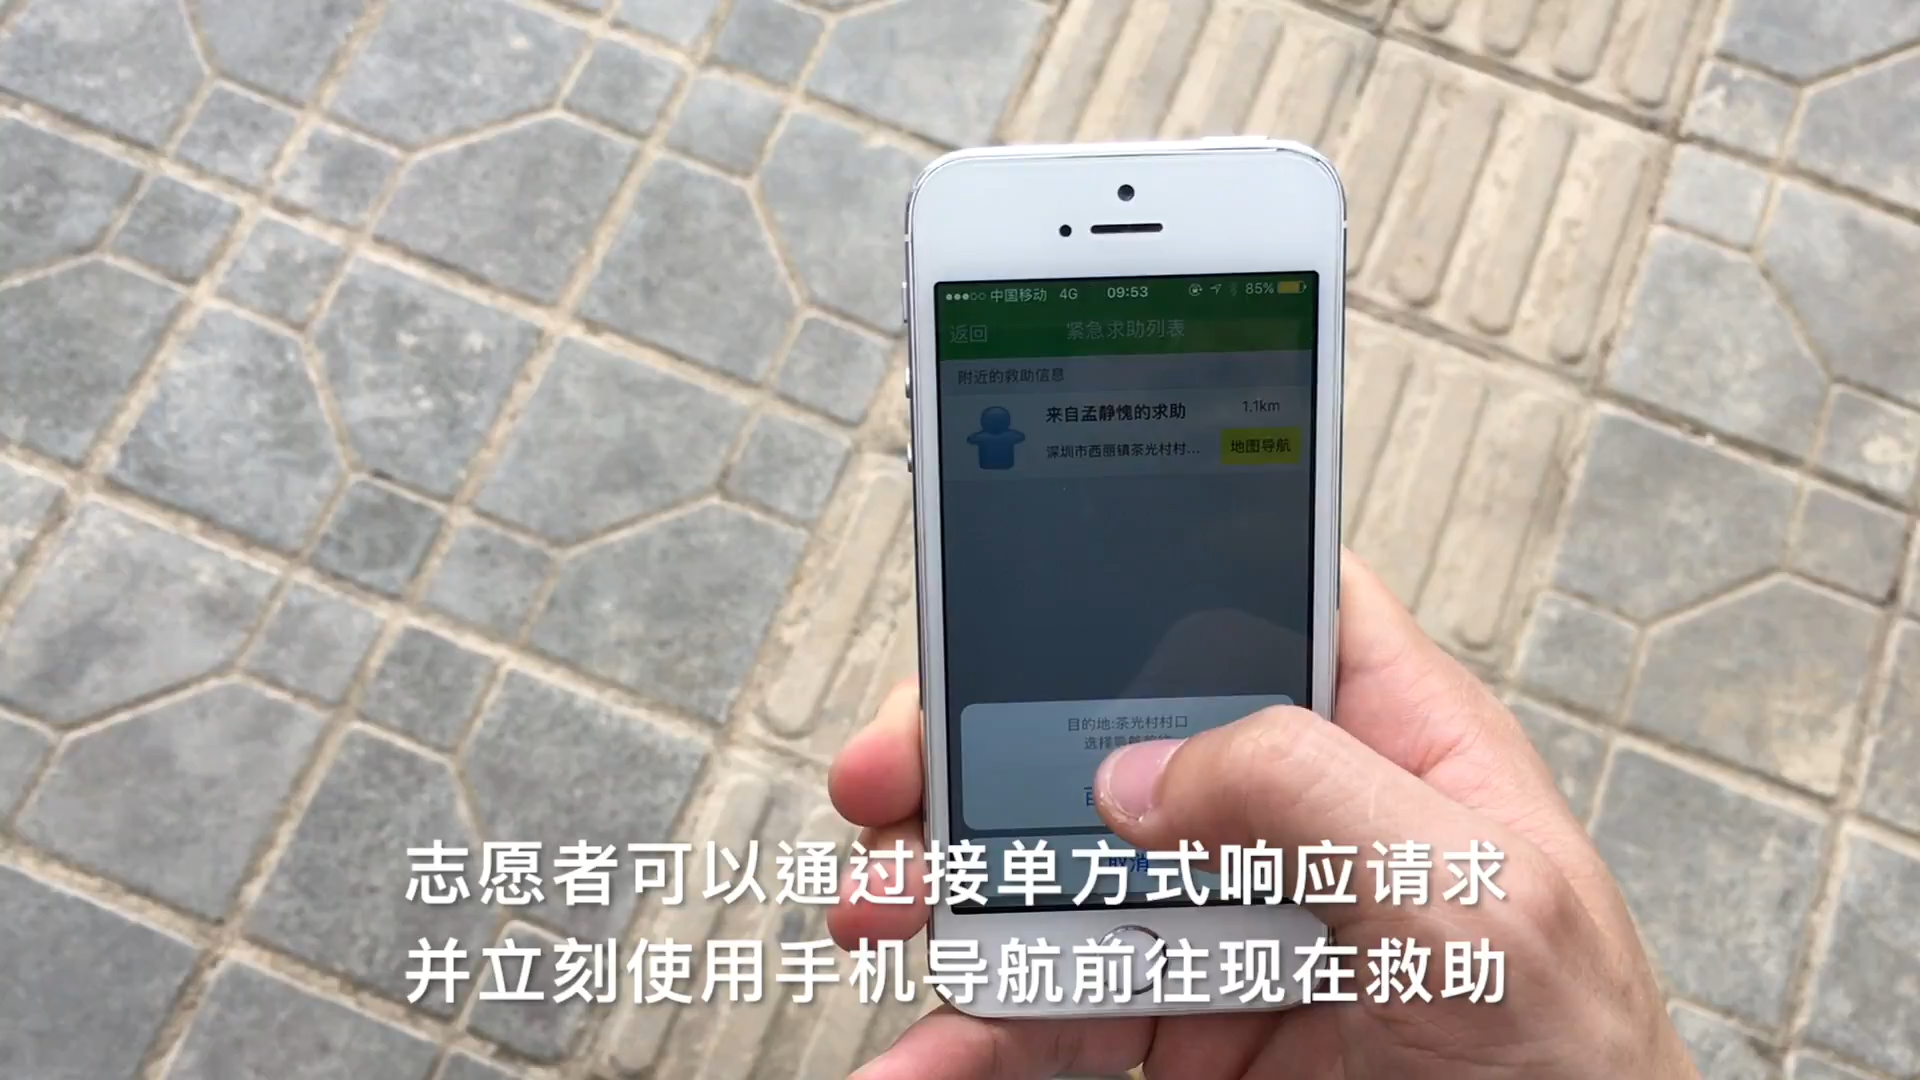 中国移动 4G 09:53 85%
返回 紧急求助列表
附近的救助信息
来自孟静愧的求助 1.1km
深圳市西丽镇茶光村村... 地图导航
目的地:茶光村村口
选择
取消
志愿者可以通过接单方式响应请求
并立刻使用手机导航前往现在救助